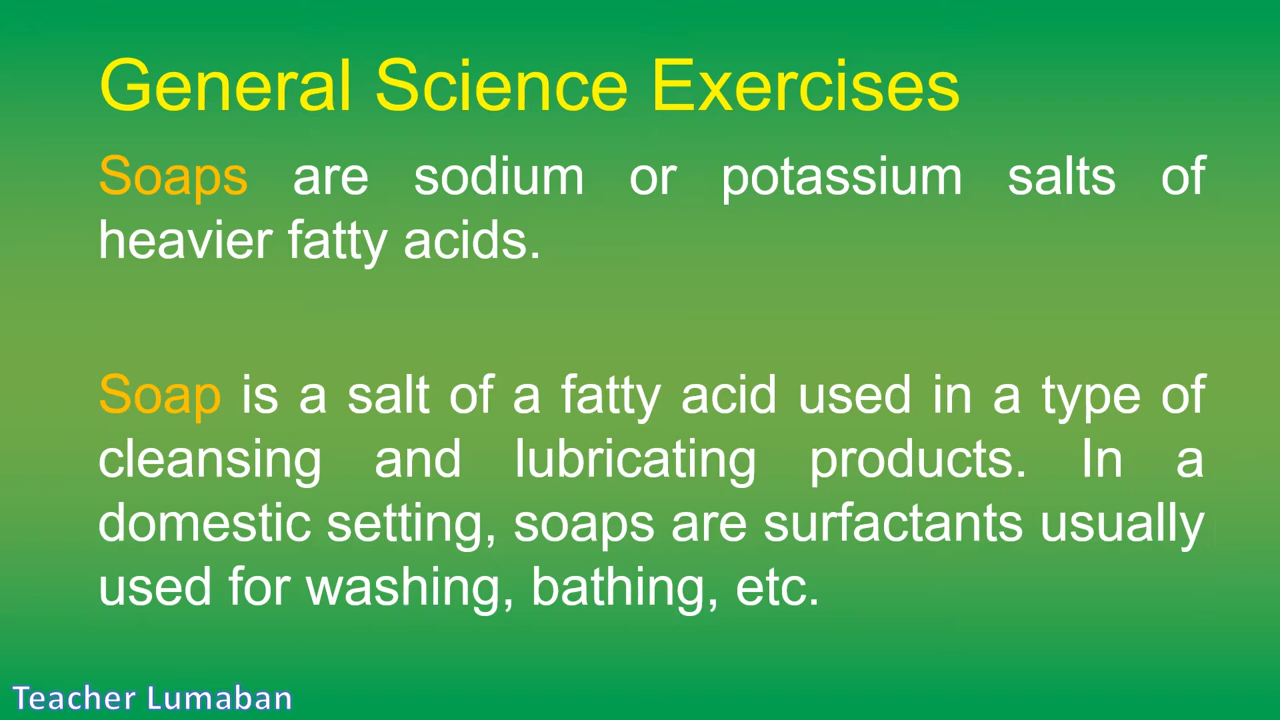 General Science Exercises
Soaps are sodium or potassium salts of
heavier fatty acids.
Soap is a salt of a fatty acid used in a type of
cleansing and lubricating products. In a
domestic setting, soaps are surfactants usually
used for washing, bathing, etc.
Teacher Lumaban